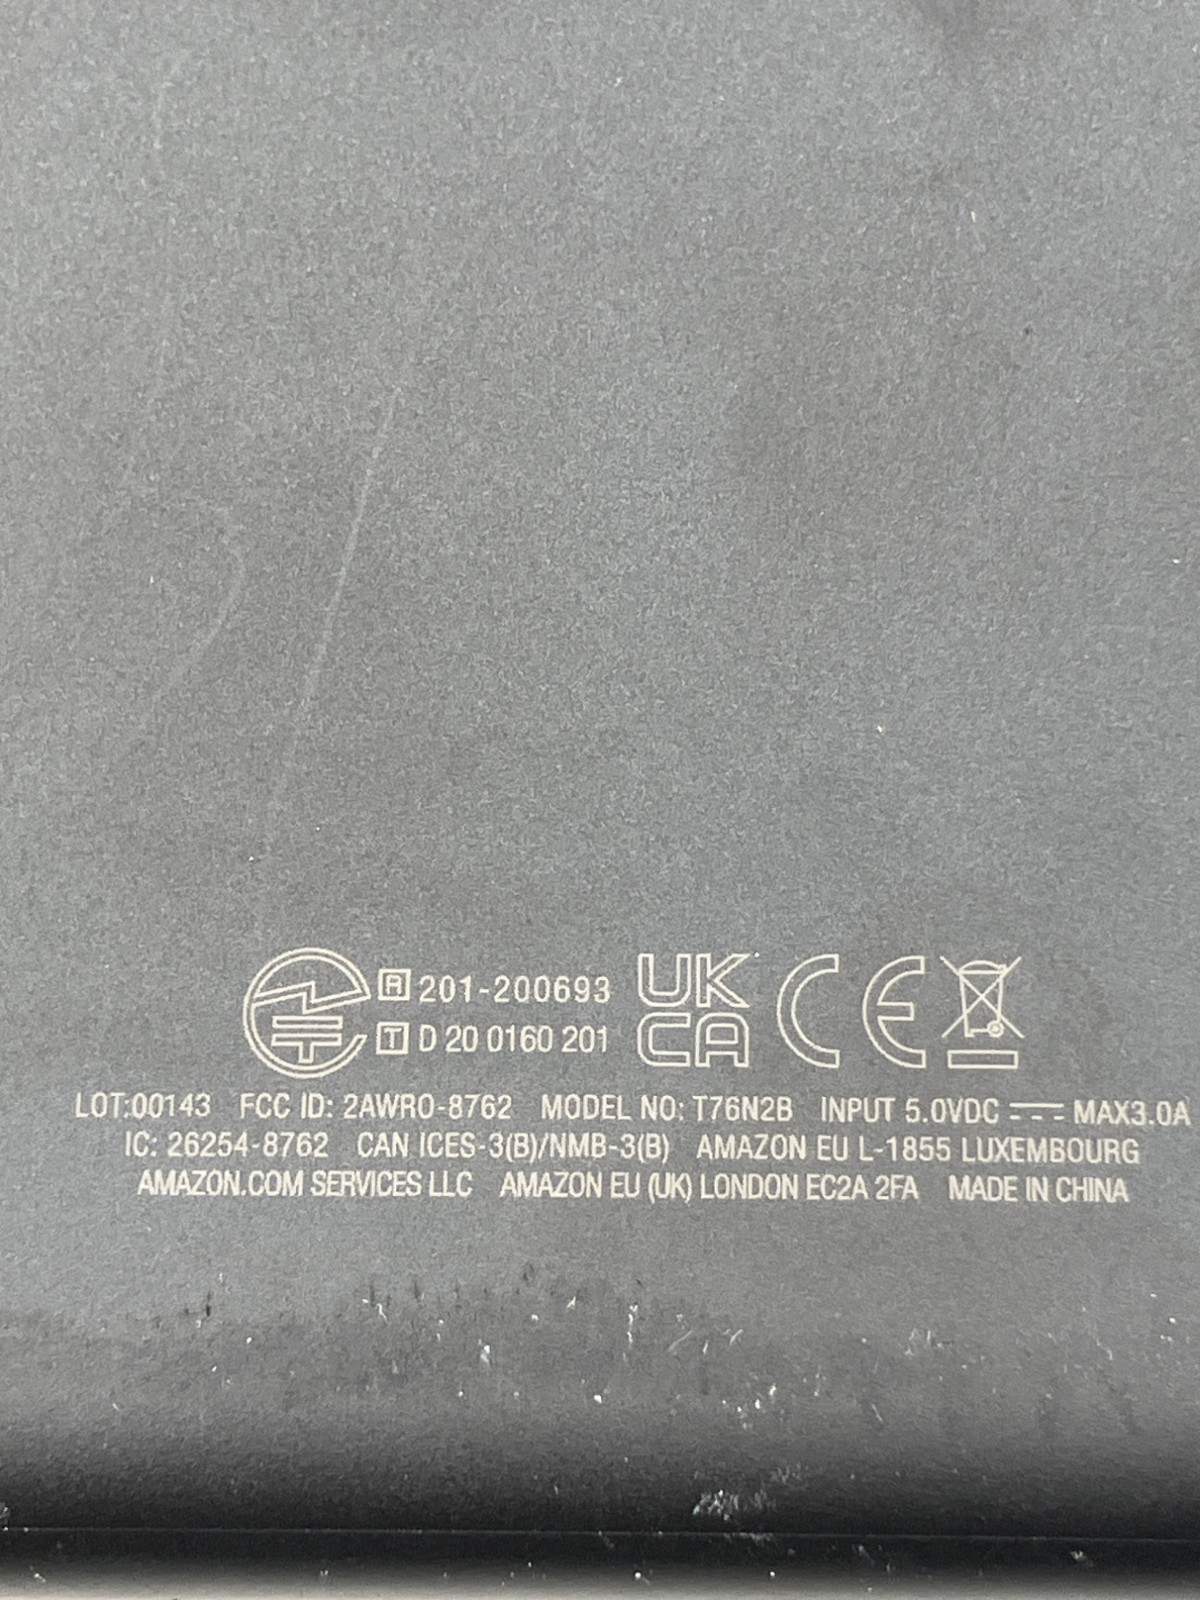 R 201-200693
T D 20 0160 201
UK
CA CE
LOT:00143 FCC ID: 2AWRO-8762 MODEL NO: T76N2B INPUT 5.0VDC MAX3.0A
IC: 26254-8762 CAN ICES-3(B)/NMB-3(B) AMAZON EU L-1855 LUXEMBOURG
AMAZON.COM SERVICES LLC AMAZON EU (UK) LONDON EC2A 2FA MADE IN CHINA